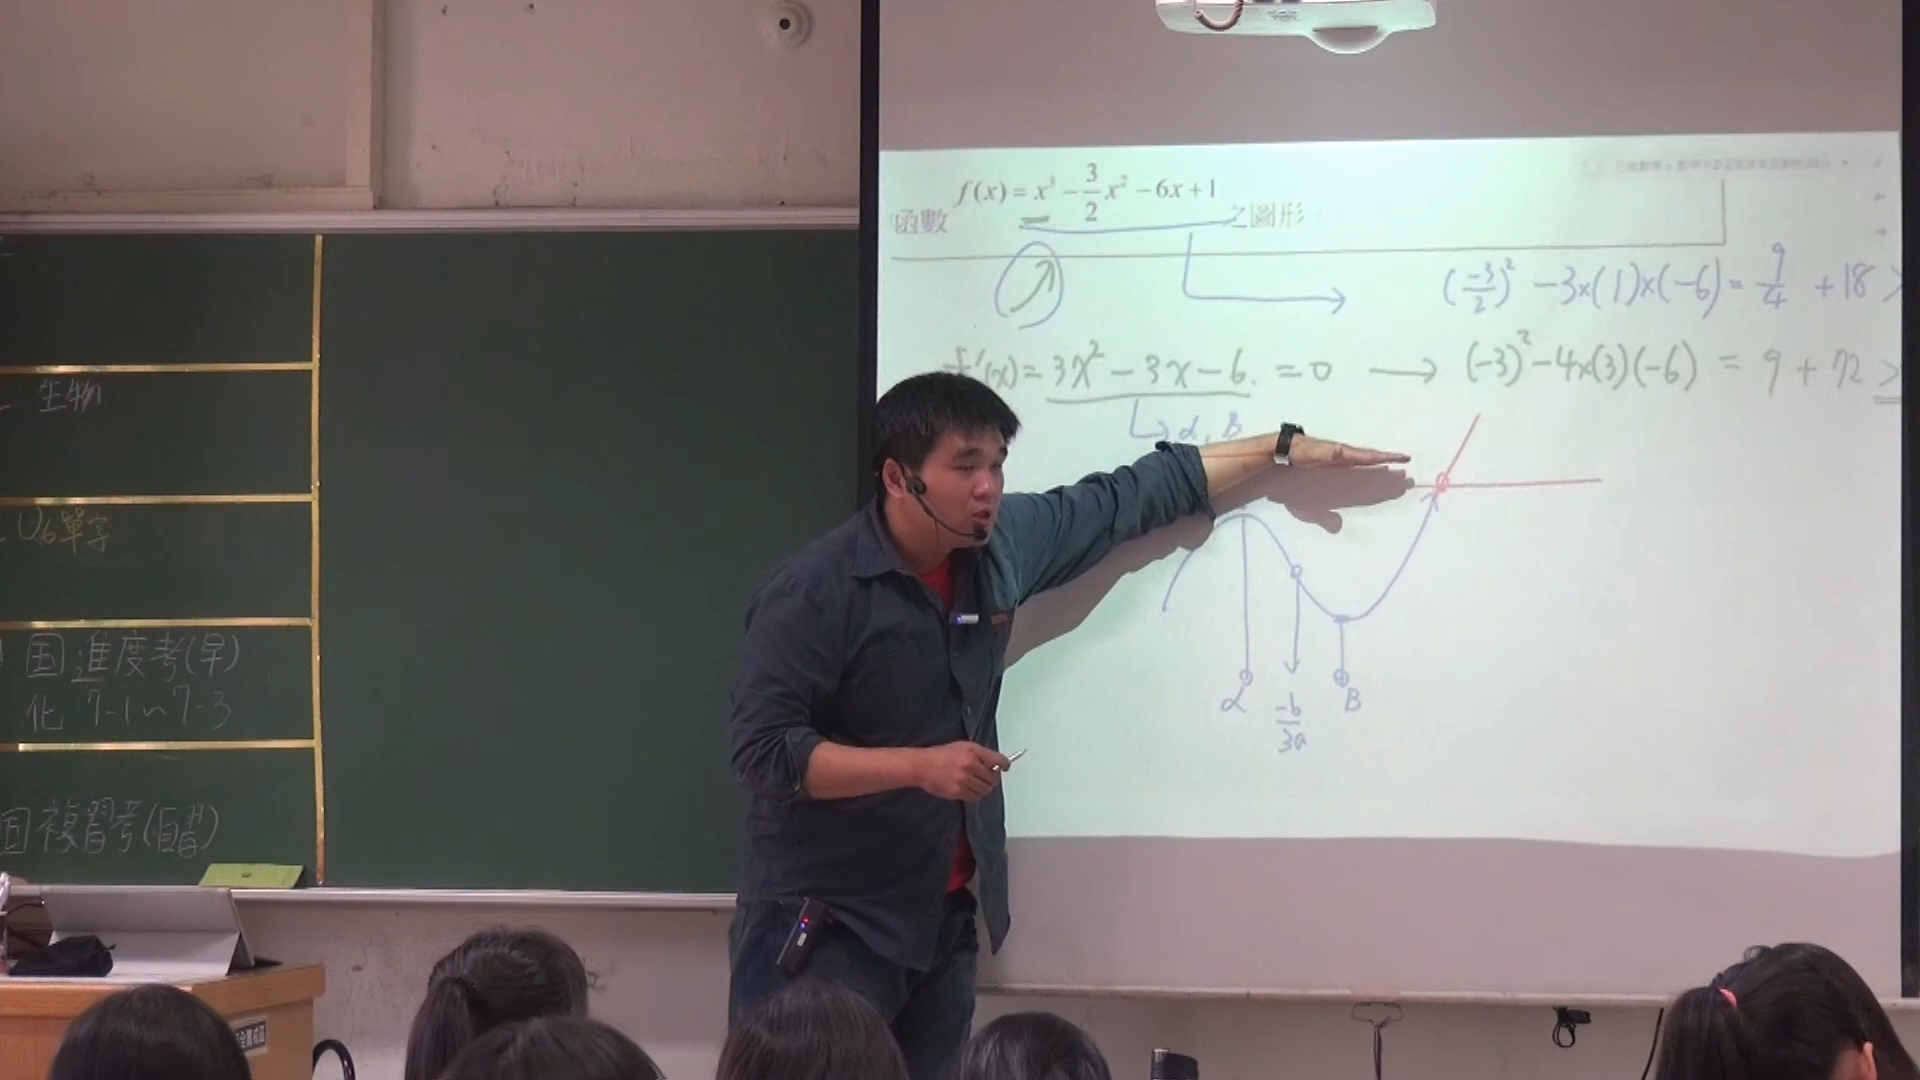 生物
U6單字
国進度考(早)
化 7-1~7-3
国複習考(自習)
函數 f(x) = x³ - 3/2 x² - 6x + 1 之圖形
(-3/2)² - 3×(1)×(-6) = 9/4 + 18 >
f'(x) = 3x² - 3x - 6 = 0 → (-3)² - 4×(3)(-6) = 9 + 72 >
α, β
α
-b/3a
β